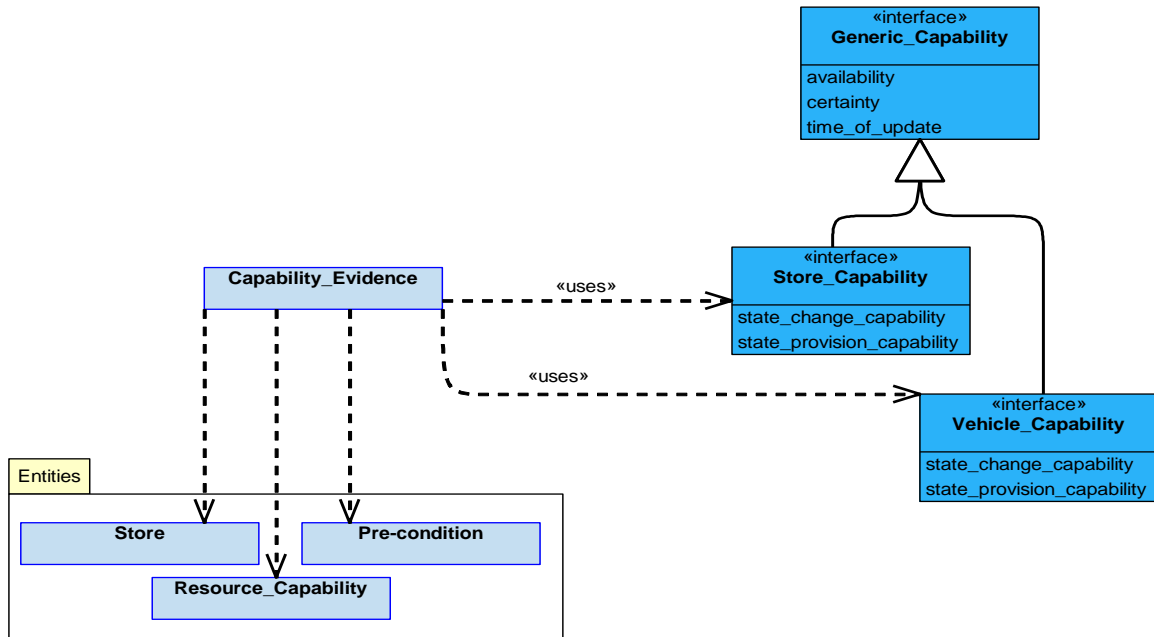 «interface»
Generic_Capability
availability
certainty
time_of_update
«interface»
Store_Capability
state_change_capability
state_provision_capability
Capability_Evidence
«uses»
«uses»
«interface»
Vehicle_Capability
state_change_capability
state_provision_capability
Entities
Store
Pre-condition
Resource_Capability